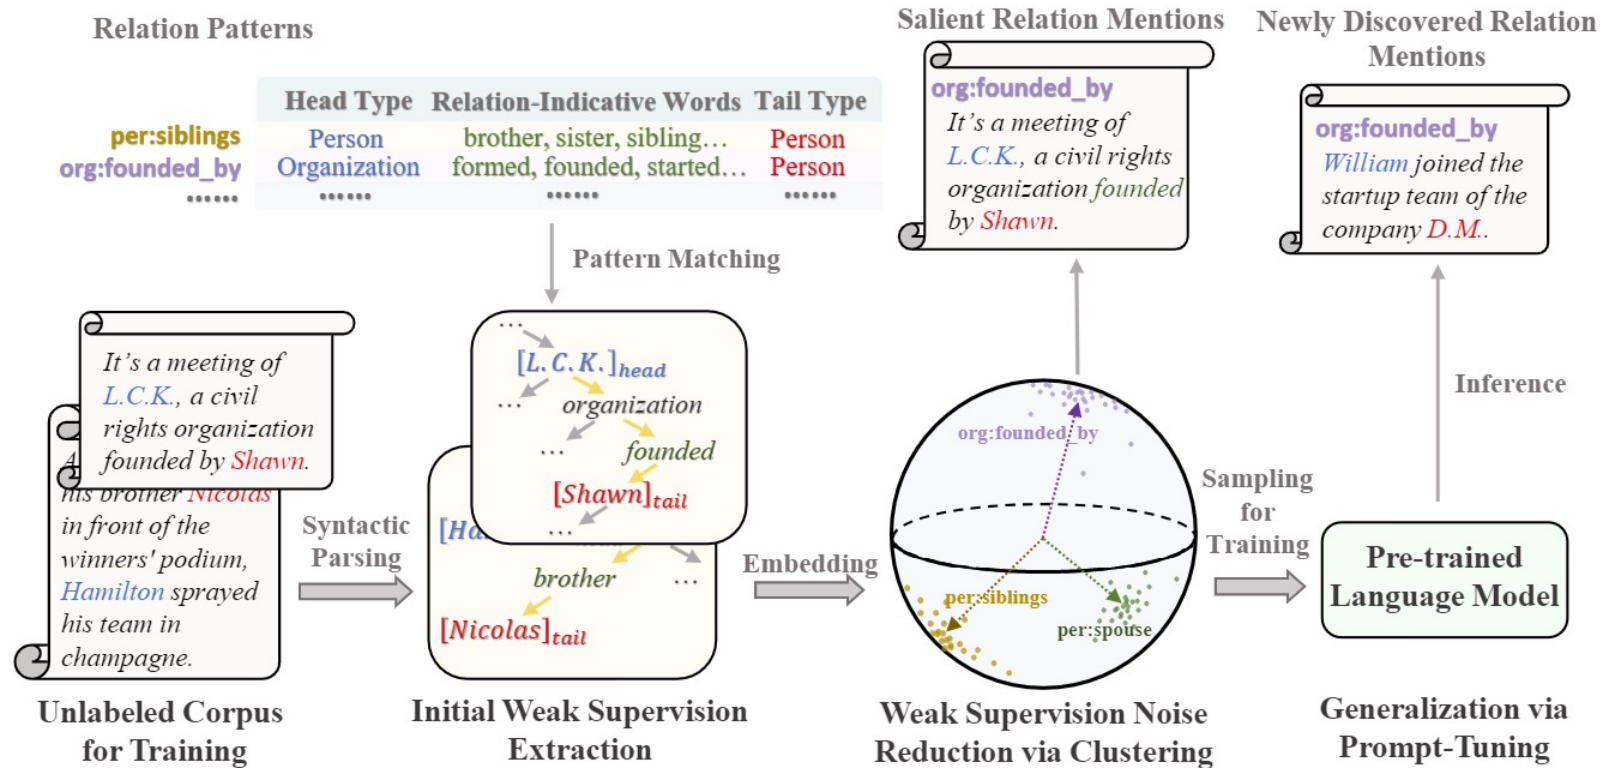 Relation Patterns
Head Type Relation-Indicative Words Tail Type
per:siblings Person brother, sister, sibling… Person
org:founded_by Organization formed, founded, started… Person
…… …… …… ……
Pattern Matching
Salient Relation Mentions
org:founded_by
It's a meeting of
L.C.K., a civil rights
organization founded
by Shawn.
Newly Discovered Relation
Mentions
org:founded_by
William joined the
startup team of the
company D.M..
It's a meeting of
L.C.K., a civil
rights organization
founded by Shawn.
his brother Nicolas
in front of the
winners' podium,
Hamilton sprayed
his team in
champagne.
Unlabeled Corpus
for Training
Syntactic
Parsing
…
[L.C.K.]head
…
organization
…
founded
[Shawn]tail
…
[Ha
brother
…
[Nicolas]tail
Initial Weak Supervision
Extraction
Embedding
org:founded_by
per:siblings
per:spouse
Weak Supervision Noise
Reduction via Clustering
Sampling
for
Training
Inference
Pre-trained
Language Model
Generalization via
Prompt-Tuning